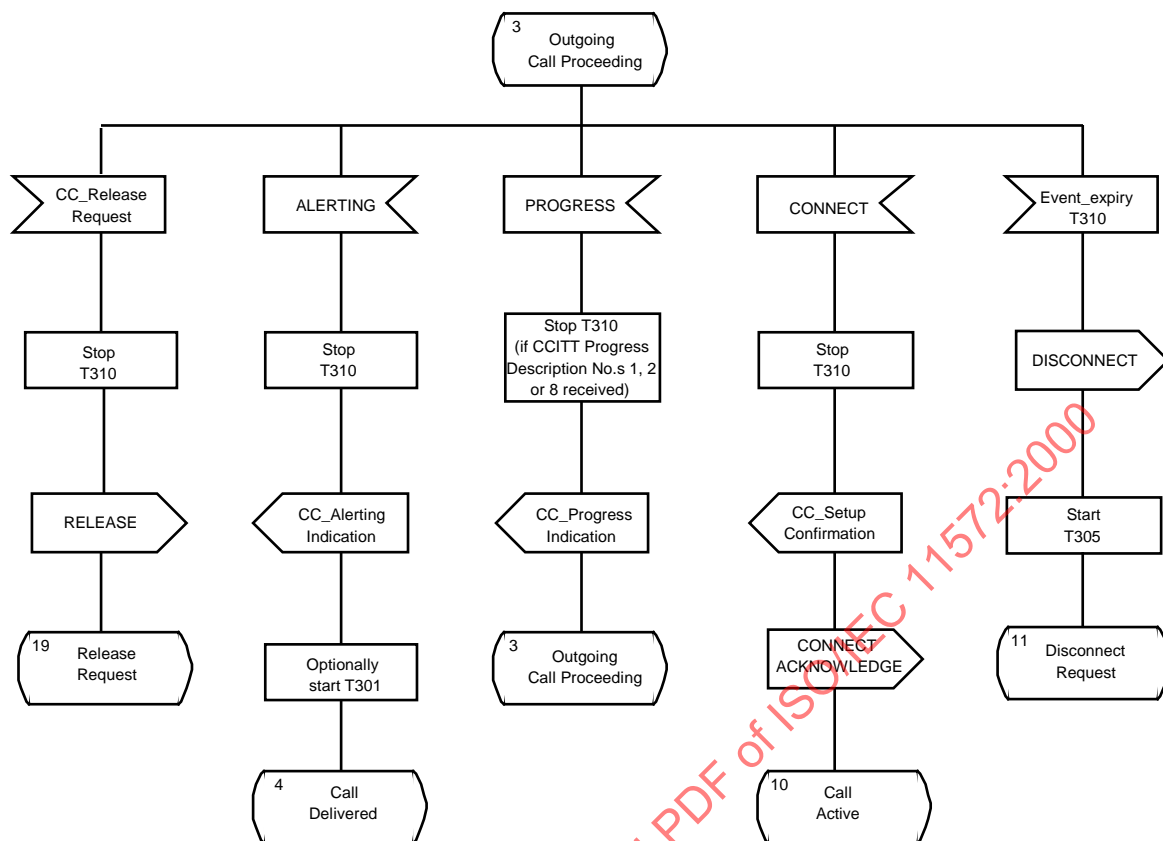 3
Outgoing
Call Proceeding
CC_Release
Request
ALERTING
PROGRESS
CONNECT
Event_expiry
T310
Stop
T310
Stop
T310
Stop T310
(if CCITT Progress
Description No.s 1, 2
or 8 received)
Stop
T310
DISCONNECT
RELEASE
CC_Alerting
Indication
CC_Progress
Indication
CC_Setup
Confirmation
Start
T305
19
Release
Request
Optionally
start T301
3
Outgoing
Call Proceeding
CONNECT
ACKNOWLEDGE
11
Disconnect
Request
4
Call
Delivered
10
Call
Active
PDF of ISO/IEC 11572:2000